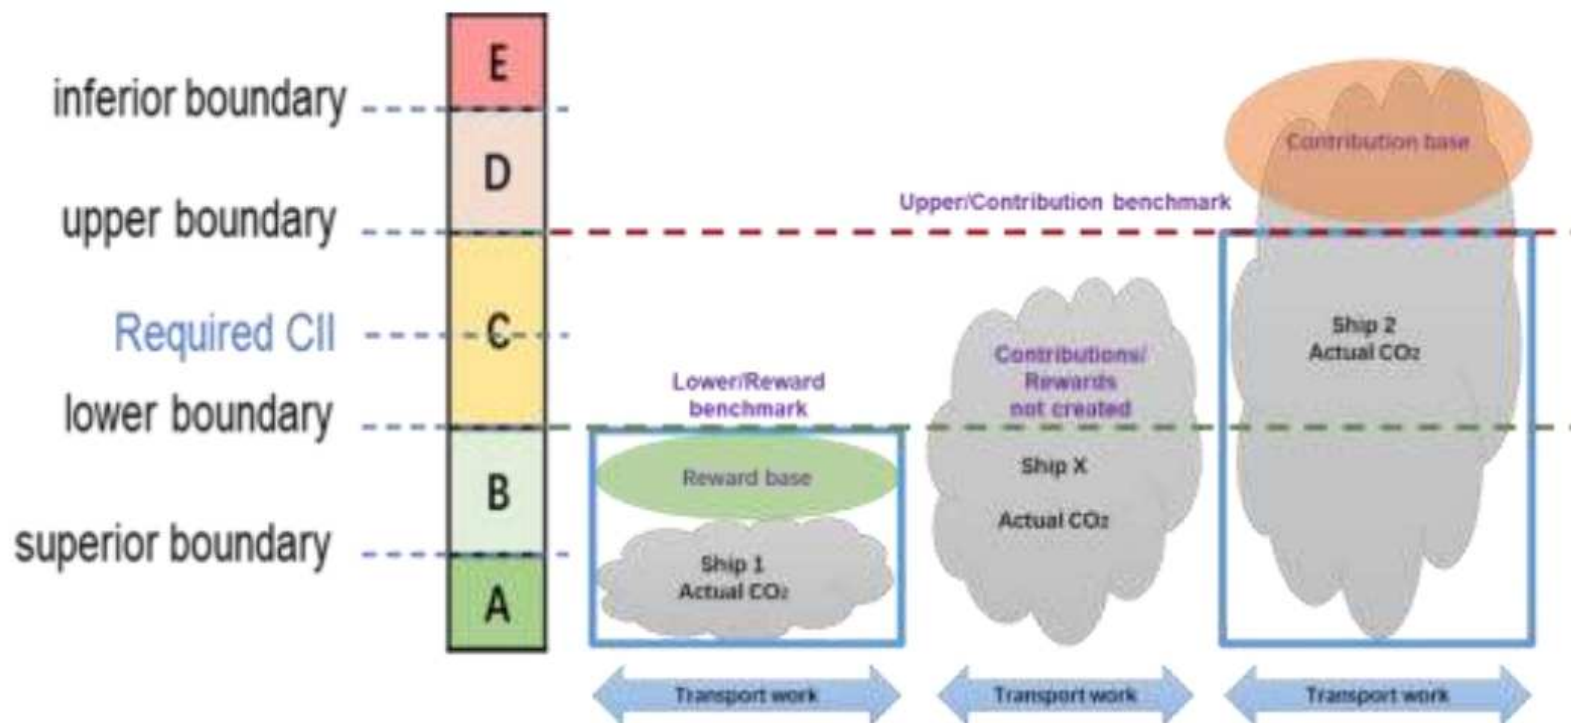 E
inferior boundary
D
upper boundary
Upper/Contribution benchmark
Contribution base
Required CII
C
lower boundary
Lower/Reward
benchmark
Contributions/
Rewards
not created
Ship 2
Actual CO₂
B
Reward base
Ship X
Actual CO₂
superior boundary
Ship 1
Actual CO₂
A
Transport work
Transport work
Transport work